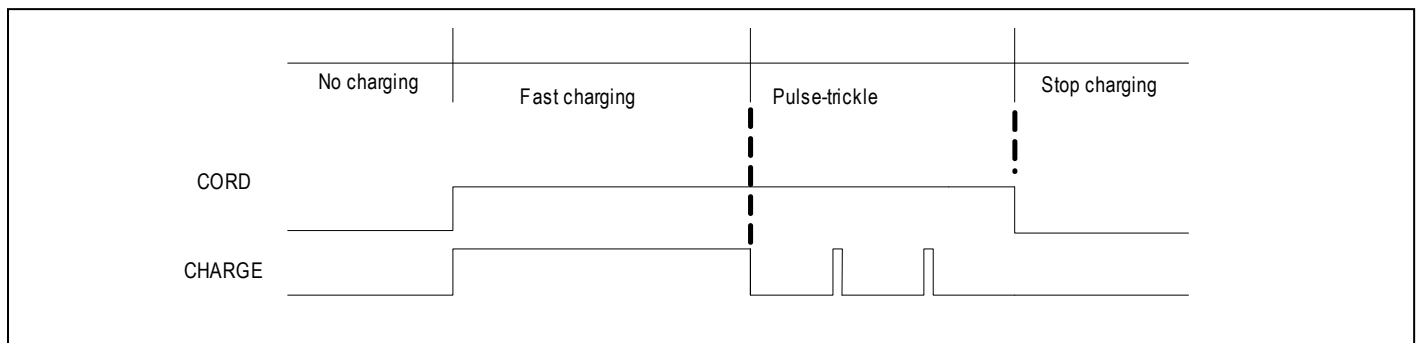 No charging
Fast charging
Pulse-trickle
Stop charging
CORD
CHARGE